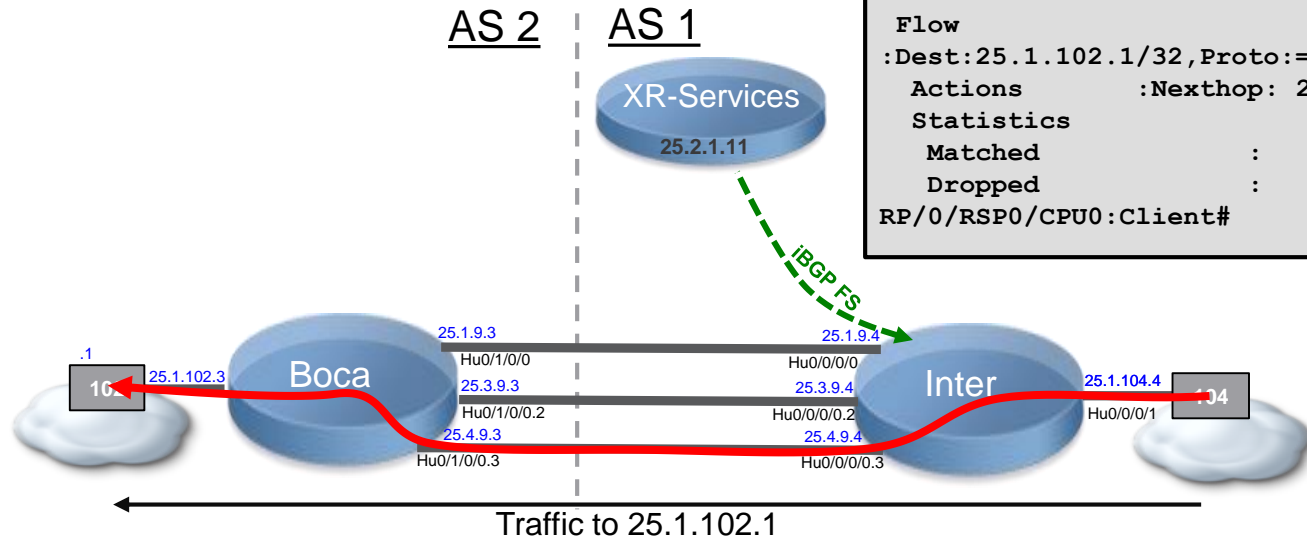 AS 2
AS 1
XR-Services
25.2.1.11
Flow
:Dest:25.1.102.1/32,Proto:=
Actions :Nexthop: 2
Statistics
Matched :
Dropped :
RP/0/RSP0/CPU0:Client#
iBGP FS
25.1.9.3
25.1.9.4
Hu0/1/0/0
Hu0/0/0/0
.1
102
25.1.102.3
Boca
25.3.9.3
Hu0/1/0/0.2
25.3.9.4
Hu0/0/0/0.2
Inter
25.1.104.4
Hu0/0/0/1
104
25.4.9.3
Hu0/1/0/0.3
25.4.9.4
Hu0/0/0/0.3
Traffic to 25.1.102.1